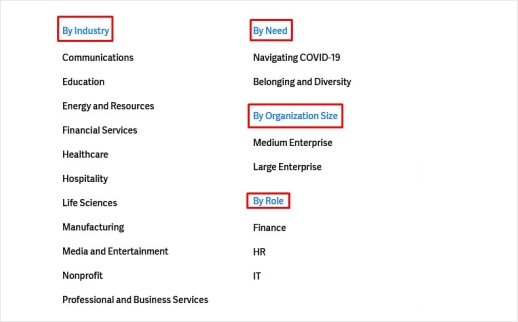 By Industry
Communications
Education
Energy and Resources
Financial Services
Healthcare
Hospitality
Life Sciences
Manufacturing
Media and Entertainment
Nonprofit
Professional and Business Services
By Need
Navigating COVID-19
Belonging and Diversity
By Organization Size
Medium Enterprise
Large Enterprise
By Role
Finance
HR
IT